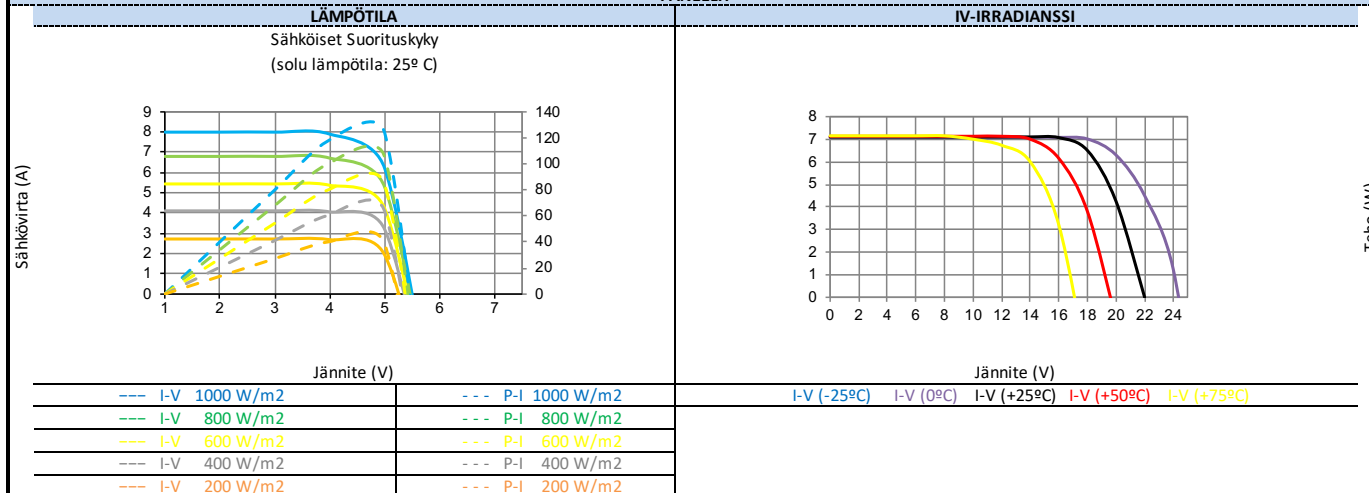 LÄMPÖTILA
IV-IRRADIANSSI
Sähköiset Suorituskyky
(solu lämpötila: 25º C)
Sähkövirta (A)
9
8
7
6
5
4
3
2
1
0
140
120
100
80
60
40
20
0
1 2 3 4 5 6 7
Jännite (V)
8
7
6
5
4
3
2
1
0
0 2 4 6 8 10 12 14 16 18 20 22 24
Jännite (V)
--- I-V 1000 W/m2 - - - P-I 1000 W/m2
I-V (-25ºC) I-V (0ºC) I-V (+25ºC) I-V (+50ºC) I-V (+75ºC)
--- I-V 800 W/m2 - - - P-I 800 W/m2
--- I-V 600 W/m2 - - - P-I 600 W/m2
--- I-V 400 W/m2 - - - P-I 400 W/m2
--- I-V 200 W/m2 - - - P-I 200 W/m2